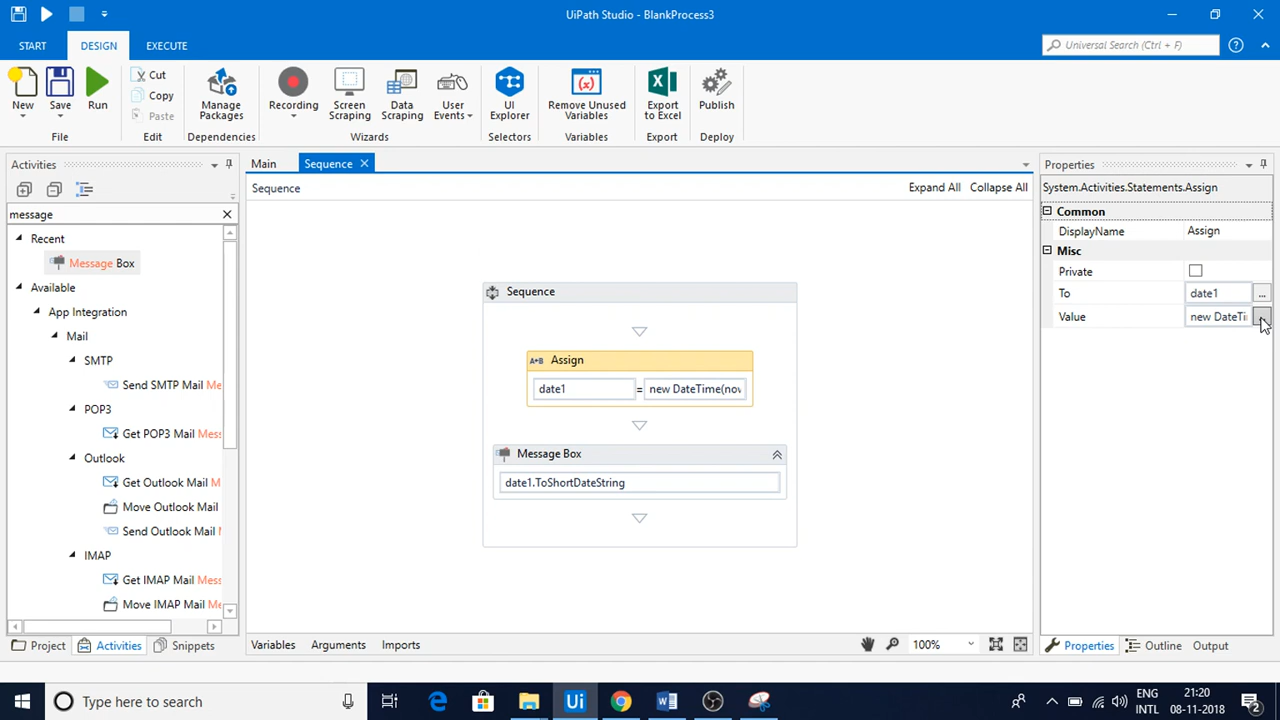 UiPath Studio - BlankProcess3
START
DESIGN
EXECUTE
Universal Search (Ctrl + F)
New
Save
Run
Cut
Copy
Paste
Manage Packages
Recording
Screen Scraping
Data Scraping
User Events
UI Explorer
Remove Unused Variables
Export to Excel
Publish
File
Edit
Dependencies
Wizards
Selectors
Variables
Export
Deploy
Activities
message
Recent
Message Box
Available
App Integration
Mail
SMTP
Send SMTP Mail Me
POP3
Get POP3 Mail Mess
Outlook
Get Outlook Mail M
Move Outlook Mail
Send Outlook Mail
IMAP
Get IMAP Mail Mess
Move IMAP Mail Me
Project
Activities
Snippets
Main
Sequence
Sequence
Expand All
Collapse All
Sequence
Assign
date1 = new DateTime(nov
Message Box
date1.ToShortDateString
Variables
Arguments
Imports
100%
Properties
System.Activities.Statements.Assign
Common
DisplayName Assign
Misc
Private
To date1 ...
Value new DateTi
Properties
Outline
Output
Type here to search
ENG
INTL
21:20
08-11-2018
2